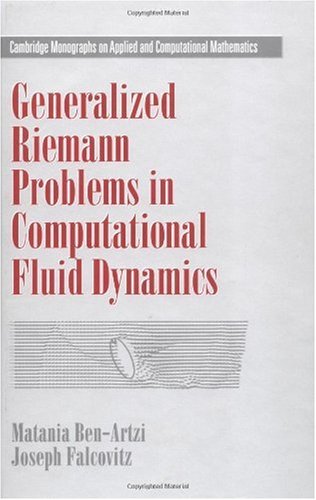 Cambridge Monographs on Applied and Computational Mathematics
Generalized
Riemann
Problems in
Computational
Fluid Dynamics
Matania Ben-Artzi
Joseph Falcovitz